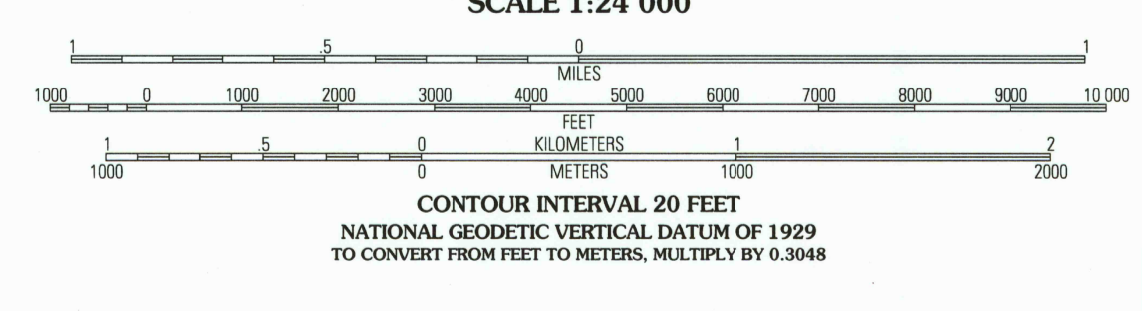 SCALE 1:24 000
1 .5 0 1
MILES
1000 0 1000 2000 3000 4000 5000 6000 7000 8000 9000 10 000
FEET
1 .5 0 KILOMETERS 1 2
1000 0 METERS 1000 2000
CONTOUR INTERVAL 20 FEET
NATIONAL GEODETIC VERTICAL DATUM OF 1929
TO CONVERT FROM FEET TO METERS, MULTIPLY BY 0.3048